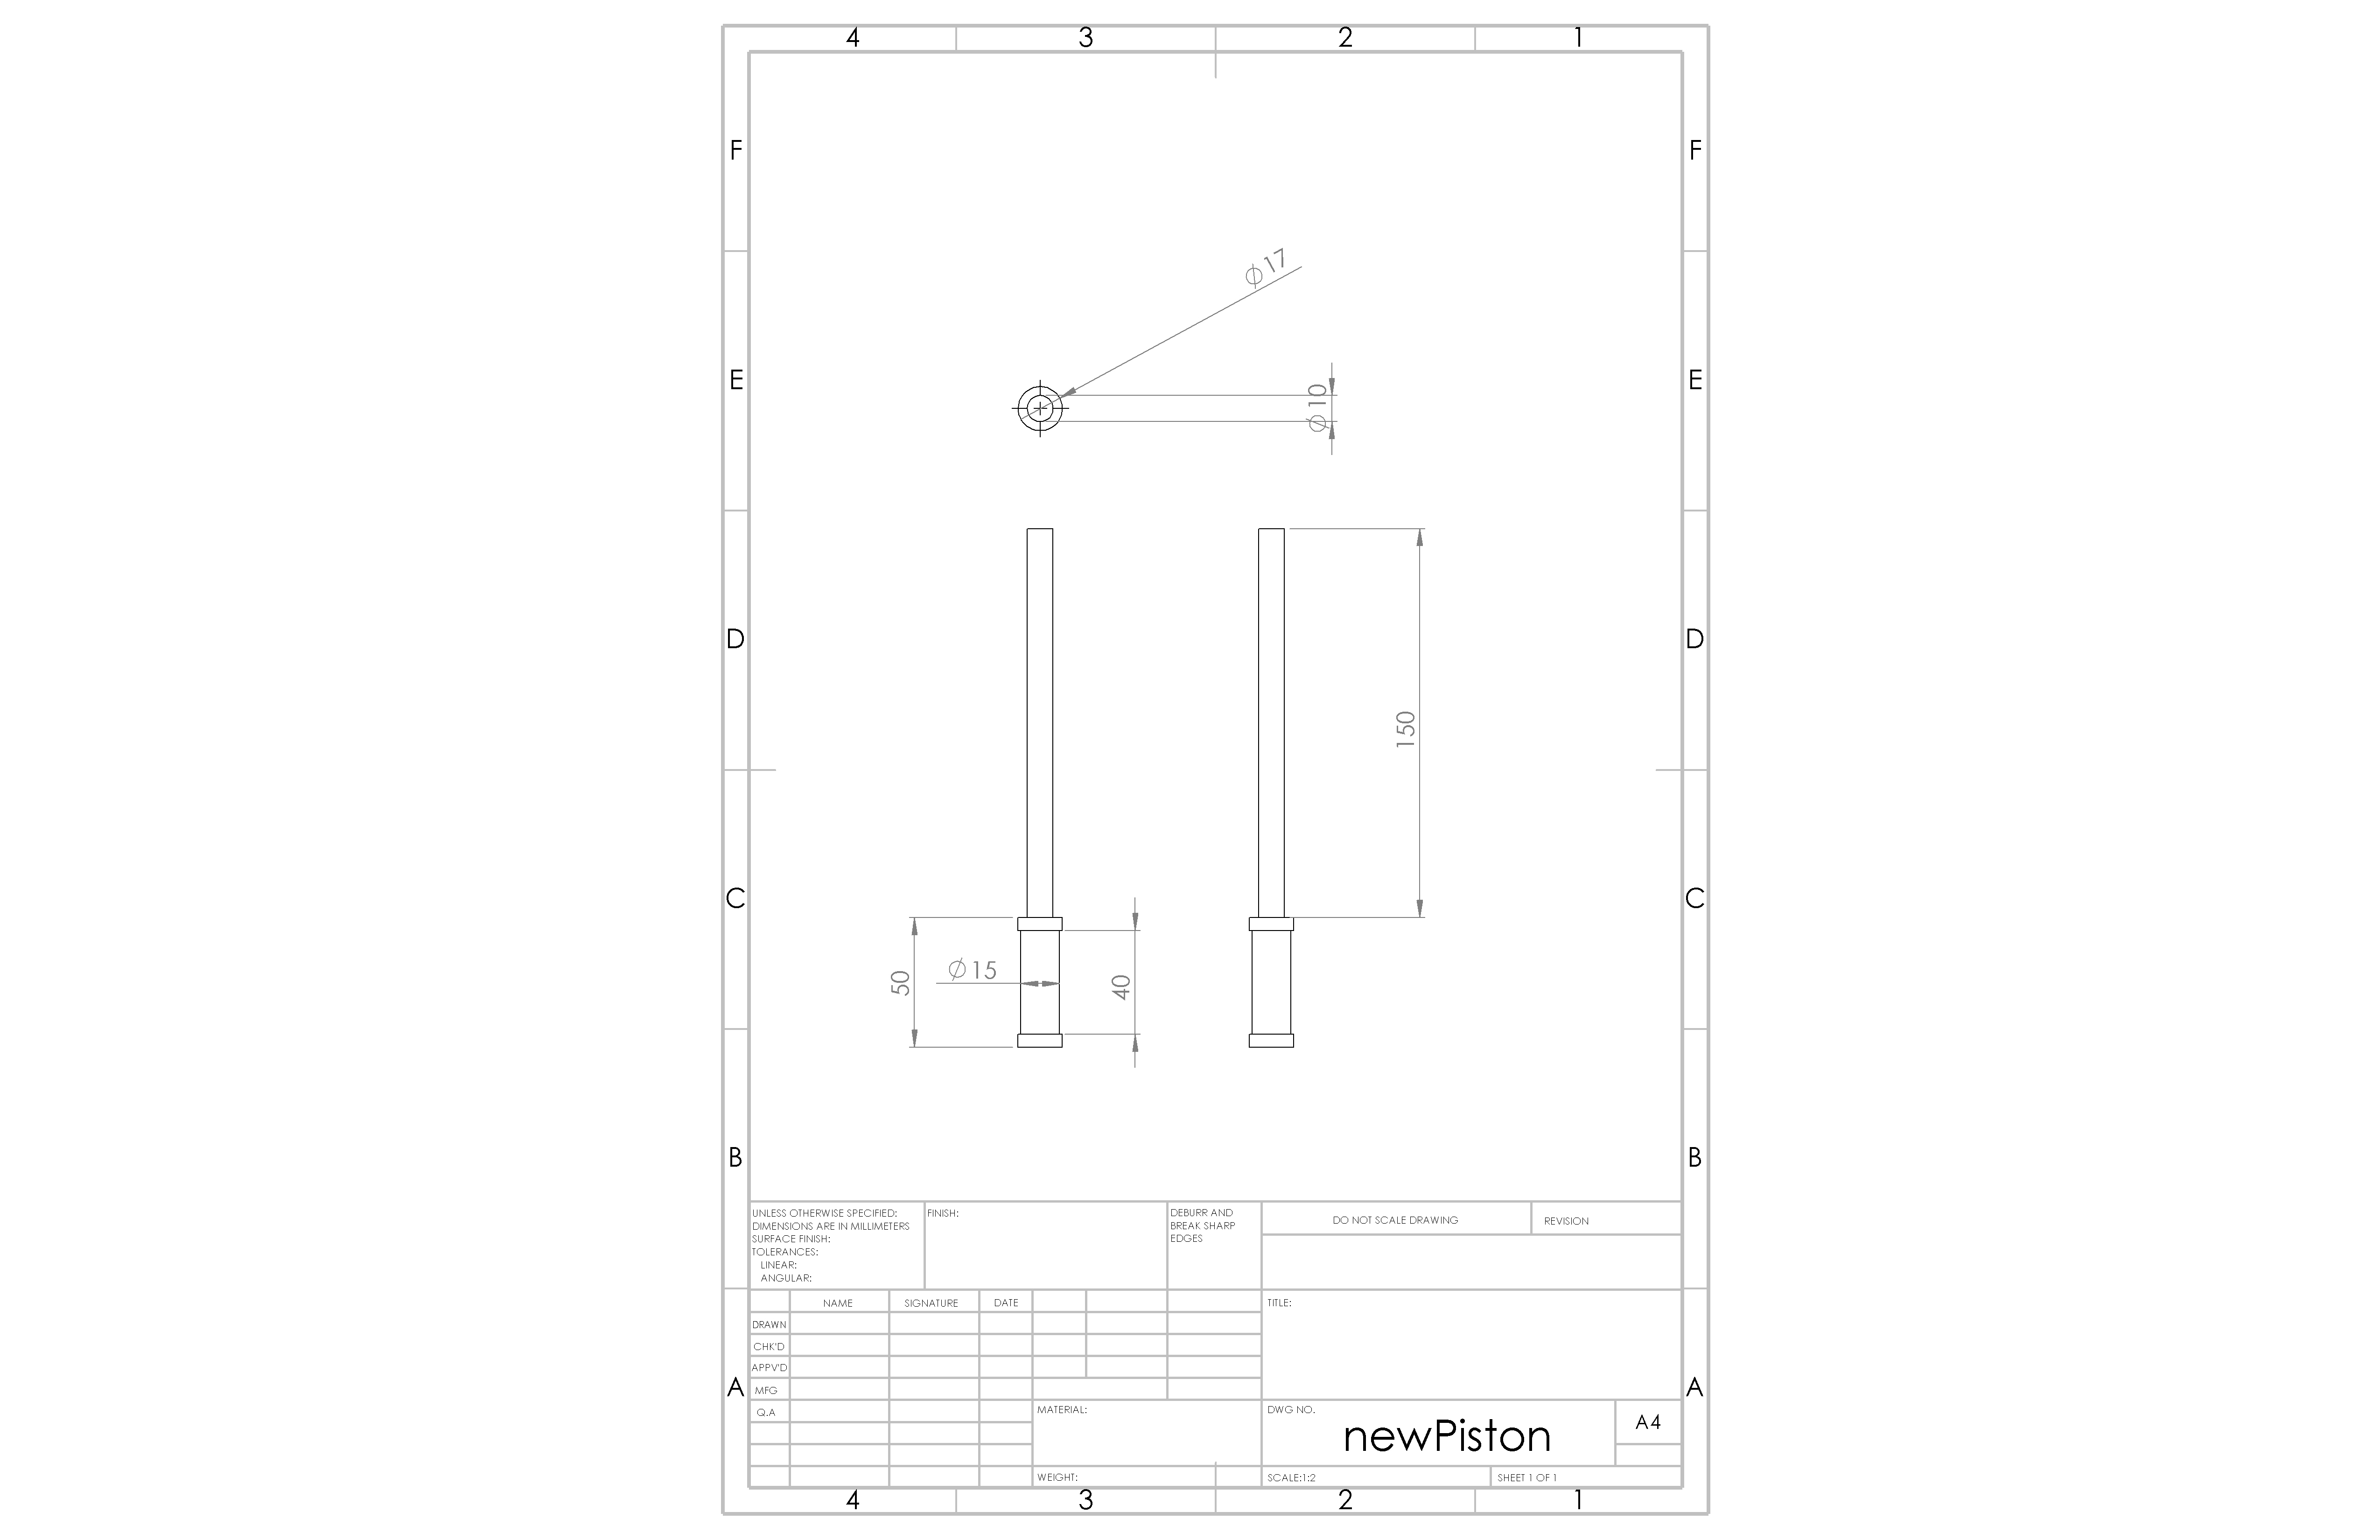 4 3 2 1
F F
⌀17
E E
⌀10
D D
150
C C
50
⌀15
40
B B
UNLESS OTHERWISE SPECIFIED:
DIMENSIONS ARE IN MILLIMETERS
SURFACE FINISH:
TOLERANCES:
LINEAR:
ANGULAR:
FINISH:
DEBURR AND
BREAK SHARP
EDGES
DO NOT SCALE DRAWING
REVISION
NAME SIGNATURE DATE
DRAWN
CHK'D
APPV'D
MFG
Q.A
TITLE:
A A
MATERIAL:
DWG NO.
newPiston
A4
WEIGHT:
SCALE:1:2
SHEET 1 OF 1
4 3 2 1